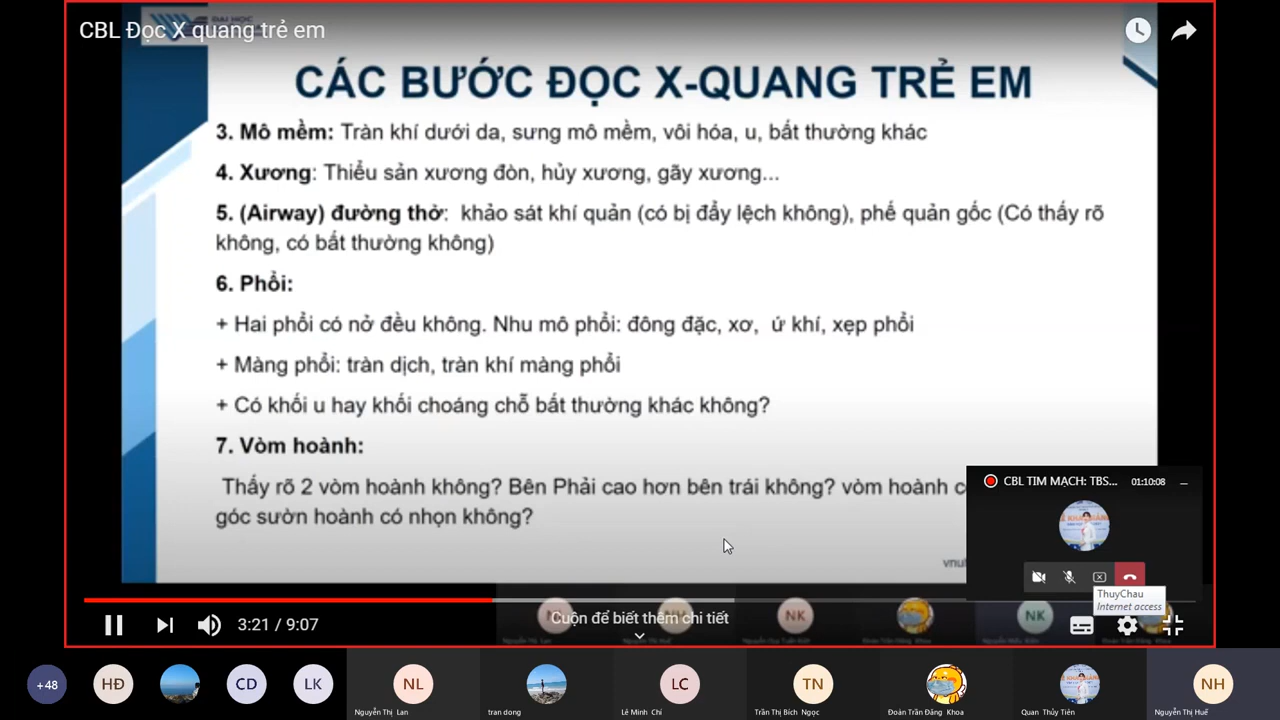 CBL Đọc X quang trẻ em
CÁC BƯỚC ĐỌC X-QUANG TRẺ EM
3. Mô mềm: Tràn khí dưới da, sưng mô mềm, vôi hóa, u, bất thường khác
4. Xương: Thiểu sản xương đòn, hủy xương, gãy xương...
5. (Airway) đường thở: khảo sát khí quản (có bị đẩy lệch không), phế quản gốc (Có thấy rõ
không, có bất thường không)
6. Phổi:
+ Hai phổi có nở đều không. Nhu mô phổi: đông đặc, xơ, ứ khí, xẹp phổi
+ Màng phổi: tràn dịch, tràn khí màng phổi
+ Có khối u hay khối choáng chỗ bất thường khác không?
7. Vòm hoành:
Thấy rõ 2 vòm hoành không? Bên Phải cao hơn bên trái không? vòm hoành
góc sườn hoành có nhọn không?
CBL TIM MẠCH: TBS... 01:10:08
ThuyChau
Internet access
NK NK
Cuộn để biết thêm chi tiết
3:21 / 9:07
+48 HĐ CD LK NL LC TN NH
Nguyễn Thị Lan tran dong Lê Minh Chí Trần Thị Bích Ngọc Đoàn Trần Đăng Khoa Quan Thủy Tiên Nguyễn Thị Huế